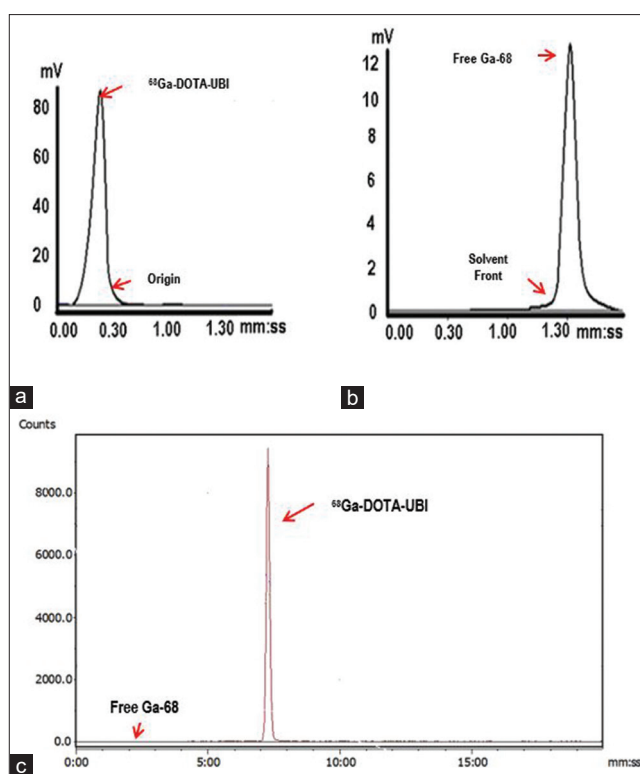 mV
⁶⁸Ga-DOTA-UBI
80
60
40
20
0
Origin
0.00 0.30 1.00 1.30 mm:ss
a
mV
Free Ga-68
12
10
8
6
4
2
0
Solvent
Front
0.00 0.30 1.00 1.30 mm:ss
b
Counts
8000.0
6000.0
4000.0
2000.0
0.0
⁶⁸Ga-DOTA-UBI
Free Ga-68
0:00 5:00 10:00 15:00 mm:ss
c